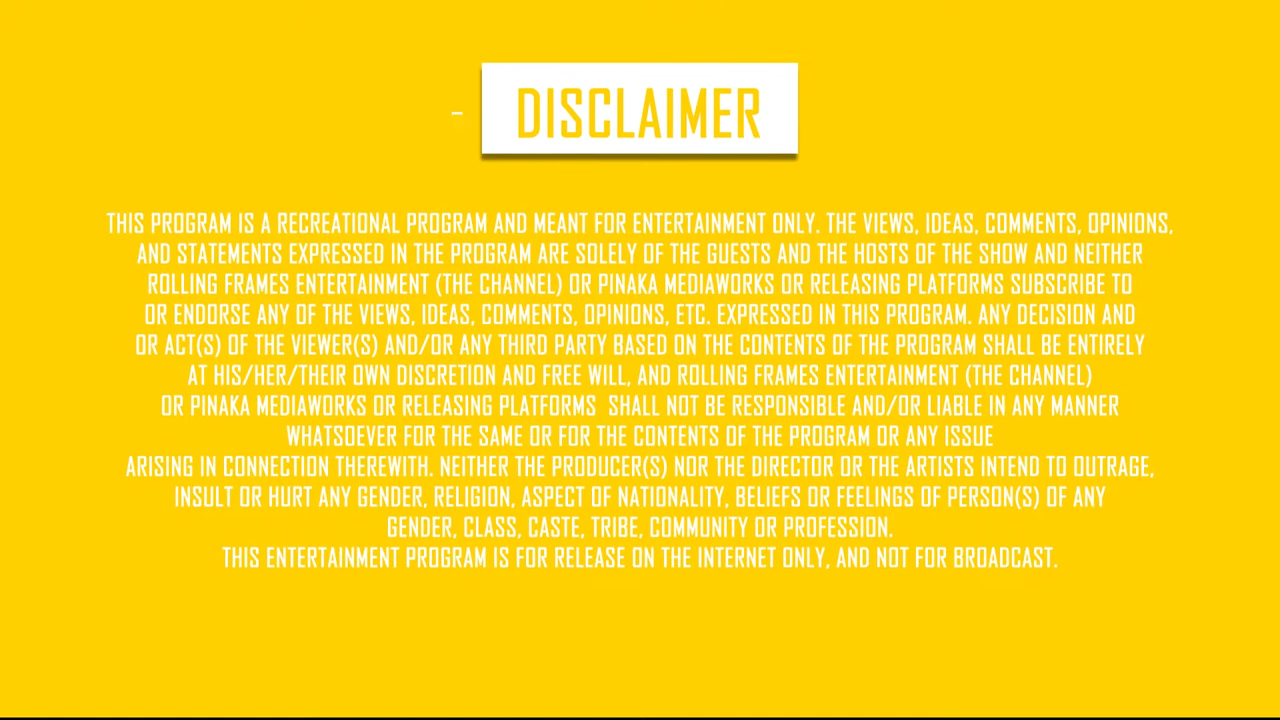 - DISCLAIMER
THIS PROGRAM IS A RECREATIONAL PROGRAM AND MEANT FOR ENTERTAINMENT ONLY. THE VIEWS, IDEAS, COMMENTS, OPINIONS,
AND STATEMENTS EXPRESSED IN THE PROGRAM ARE SOLELY OF THE GUESTS AND THE HOSTS OF THE SHOW AND NEITHER
ROLLING FRAMES ENTERTAINMENT (THE CHANNEL) OR PINAKA MEDIAWORKS OR RELEASING PLATFORMS SUBSCRIBE TO
OR ENDORSE ANY OF THE VIEWS, IDEAS, COMMENTS, OPINIONS, ETC. EXPRESSED IN THIS PROGRAM. ANY DECISION AND
OR ACT(S) OF THE VIEWER(S) AND/OR ANY THIRD PARTY BASED ON THE CONTENTS OF THE PROGRAM SHALL BE ENTIRELY
AT HIS/HER/THEIR OWN DISCRETION AND FREE WILL, AND ROLLING FRAMES ENTERTAINMENT (THE CHANNEL)
OR PINAKA MEDIAWORKS OR RELEASING PLATFORMS SHALL NOT BE RESPONSIBLE AND/OR LIABLE IN ANY MANNER
WHATSOEVER FOR THE SAME OR FOR THE CONTENTS OF THE PROGRAM OR ANY ISSUE
ARISING IN CONNECTION THEREWITH. NEITHER THE PRODUCER(S) NOR THE DIRECTOR OR THE ARTISTS INTEND TO OUTRAGE,
INSULT OR HURT ANY GENDER, RELIGION, ASPECT OF NATIONALITY, BELIEFS OR FEELINGS OF PERSON(S) OF ANY
GENDER, CLASS, CASTE, TRIBE, COMMUNITY OR PROFESSION.
THIS ENTERTAINMENT PROGRAM IS FOR RELEASE ON THE INTERNET ONLY, AND NOT FOR BROADCAST.